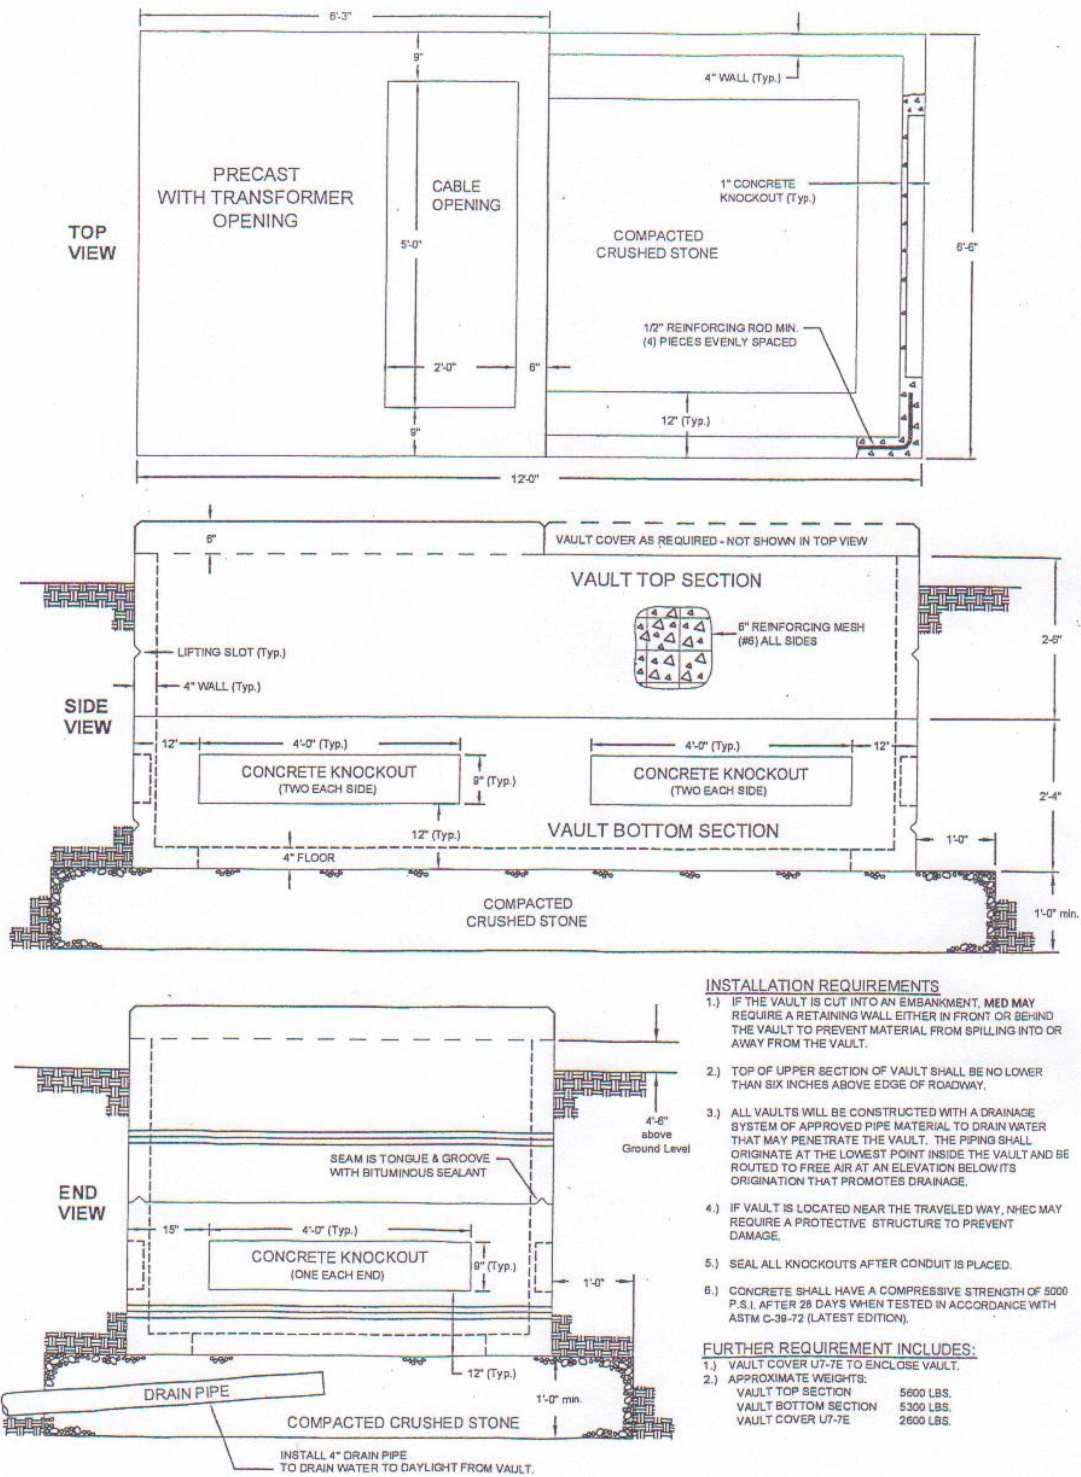 6'-3"
9"
4" WALL (Typ.)
PRECAST
WITH TRANSFORMER
OPENING
CABLE
OPENING
1" CONCRETE
KNOCKOUT (Typ.)
TOP
VIEW
5'-0"
COMPACTED
CRUSHED STONE
6'-6"
1/2" REINFORCING ROD MIN.
(4) PIECES EVENLY SPACED
2'-0"
6"
12" (Typ.)
9"
12'-0"
6"
VAULT COVER AS REQUIRED - NOT SHOWN IN TOP VIEW
VAULT TOP SECTION
6" REINFORCING MESH
(#6) ALL SIDES
2-6"
LIFTING SLOT (Typ.)
4" WALL (Typ.)
SIDE
VIEW
12"
4'-0" (Typ.)
4'-0" (Typ.)
12"
CONCRETE KNOCKOUT
(TWO EACH SIDE)
9" (Typ.)
CONCRETE KNOCKOUT
(TWO EACH SIDE)
2'-4"
12" (Typ.)
VAULT BOTTOM SECTION
1'-0"
4" FLOOR
COMPACTED
CRUSHED STONE
1'-0" min.
4'-6"
above
Ground Level
SEAM IS TONGUE & GROOVE
WITH BITUMINOUS SEALANT
END
VIEW
15"
4'-0" (Typ.)
CONCRETE KNOCKOUT
(ONE EACH END)
9" (Typ.)
1'-0"
12" (Typ.)
DRAIN PIPE
1'-0" min.
COMPACTED CRUSHED STONE
INSTALL 4" DRAIN PIPE
TO DRAIN WATER TO DAYLIGHT FROM VAULT.
INSTALLATION REQUIREMENTS
1.) IF THE VAULT IS CUT INTO AN EMBANKMENT, MED MAY
REQUIRE A RETAINING WALL EITHER IN FRONT OR BEHIND
THE VAULT TO PREVENT MATERIAL FROM SPILLING INTO OR
AWAY FROM THE VAULT.
2.) TOP OF UPPER SECTION OF VAULT SHALL BE NO LOWER
THAN SIX INCHES ABOVE EDGE OF ROADWAY.
3.) ALL VAULTS WILL BE CONSTRUCTED WITH A DRAINAGE
SYSTEM OF APPROVED PIPE MATERIAL TO DRAIN WATER
THAT MAY PENETRATE THE VAULT. THE PIPING SHALL
ORIGINATE AT THE LOWEST POINT INSIDE THE VAULT AND BE
ROUTED TO FREE AIR AT AN ELEVATION BELOW ITS
ORIGINATION THAT PROMOTES DRAINAGE.
4.) IF VAULT IS LOCATED NEAR THE TRAVELED WAY, NHEC MAY
REQUIRE A PROTECTIVE STRUCTURE TO PREVENT
DAMAGE.
5.) SEAL ALL KNOCKOUTS AFTER CONDUIT IS PLACED.
6.) CONCRETE SHALL HAVE A COMPRESSIVE STRENGTH OF 5000
P.S.I. AFTER 28 DAYS WHEN TESTED IN ACCORDANCE WITH
ASTM C-39-72 (LATEST EDITION).
FURTHER REQUIREMENT INCLUDES:
1.) VAULT COVER U7-7E TO ENCLOSE VAULT.
2.) APPROXIMATE WEIGHTS:
VAULT TOP SECTION 5600 LBS.
VAULT BOTTOM SECTION 5300 LBS.
VAULT COVER U7-7E 2600 LBS.